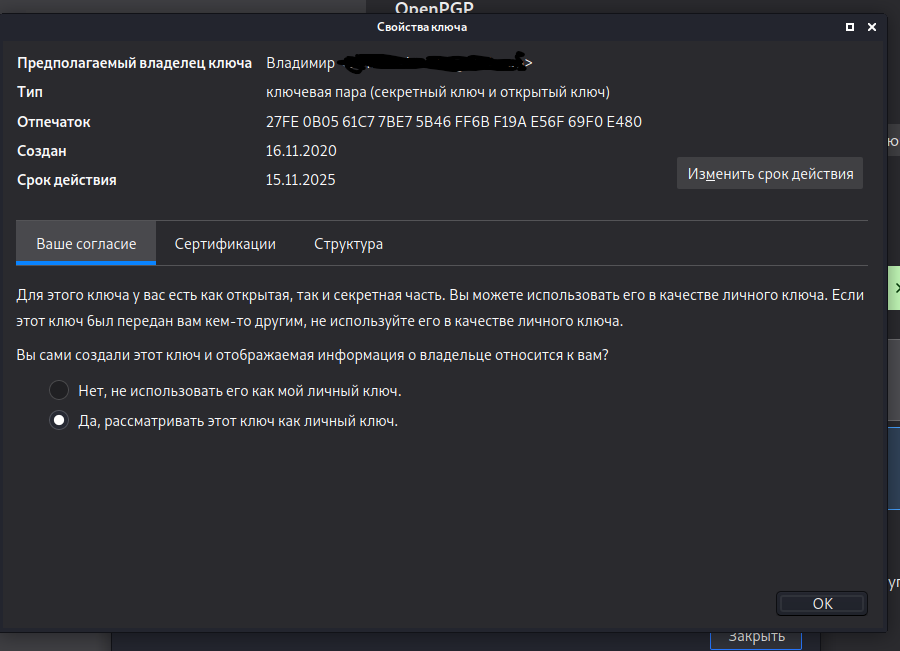 OpenPGP
Свойства ключа
Предполагаемый владелец ключа Владимир >
Тип ключевая пара (секретный ключ и открытый ключ)
Отпечаток 27FE 0B05 61C7 7BE7 5B46 FF6B F19A E56F 69F0 E480
Создан 16.11.2020
Срок действия 15.11.2025
Изменить срок действия
Ваше согласие Сертификации Структура
Для этого ключа у вас есть как открытая, так и секретная часть. Вы можете использовать его в качестве личного ключа. Если
этот ключ был передан вам кем-то другим, не используйте его в качестве личного ключа.
Вы сами создали этот ключ и отображаемая информация о владельце относится к вам?
Нет, не использовать его как мой личный ключ.
Да, рассматривать этот ключ как личный ключ.
OK
Закрыть